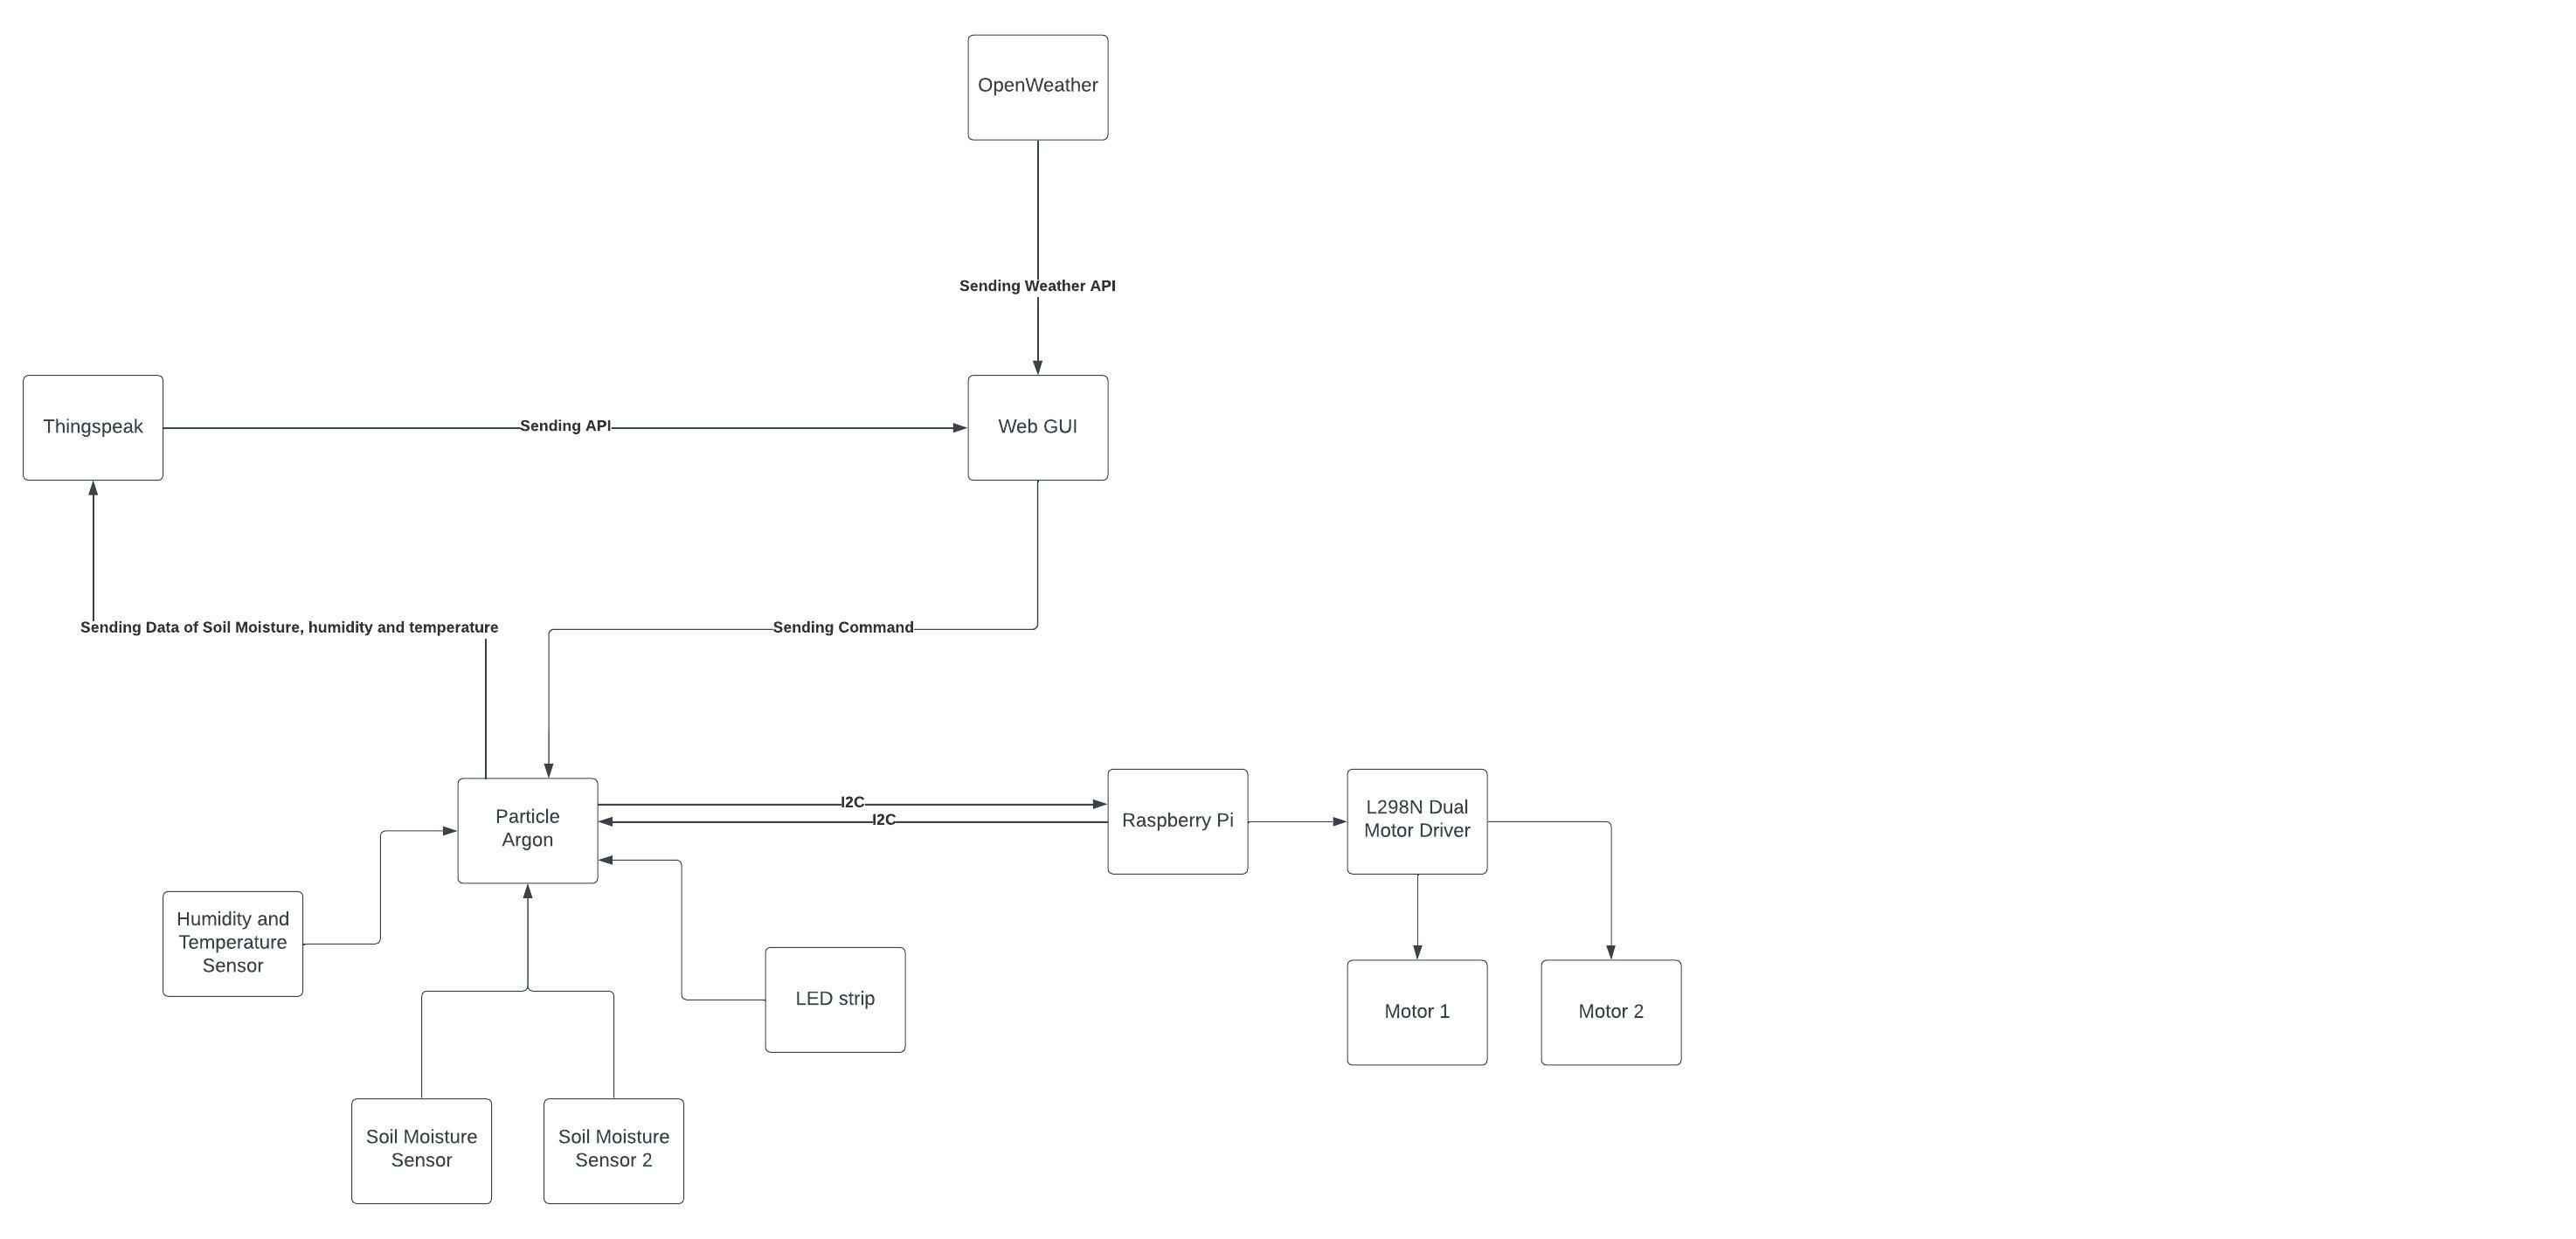 OpenWeather
Sending Weather API
Thingspeak
Sending API
Web GUI
Sending Data of Soil Moisture, humidity and temperature
Sending Command
Particle
Argon
I2C
I2C
Raspberry Pi
L298N Dual
Motor Driver
Humidity and
Temperature
Sensor
LED strip
Motor 1
Motor 2
Soil Moisture
Sensor
Soil Moisture
Sensor 2